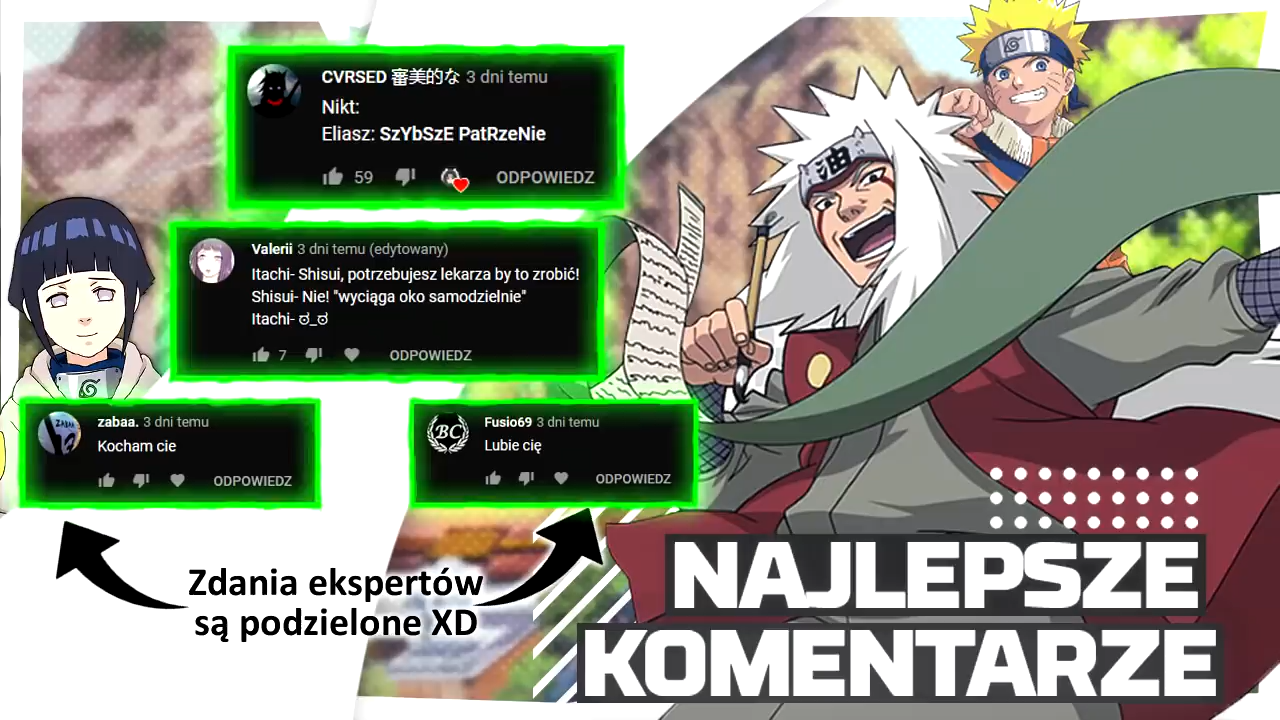 CVRSED 審美的な 3 dni temu
Nikt:
Eliasz: SzYbSzE PatRzeNie
59 ODPOWIEDZ
Valerii 3 dni temu (edytowany)
Itachi- Shisui, potrzebujesz lekarza by to zrobić!
Shisui- Nie! "wyciąga oko samodzielnie"
Itachi- ಠ_ಠ
7 ODPOWIEDZ
zabaa. 3 dni temu
Kocham cie
ODPOWIEDZ
BC
Fusio69 3 dni temu
Lubie cię
ODPOWIEDZ
Zdania ekspertów
są podzielone XD
油
NAJLEPSZE
KOMENTARZE